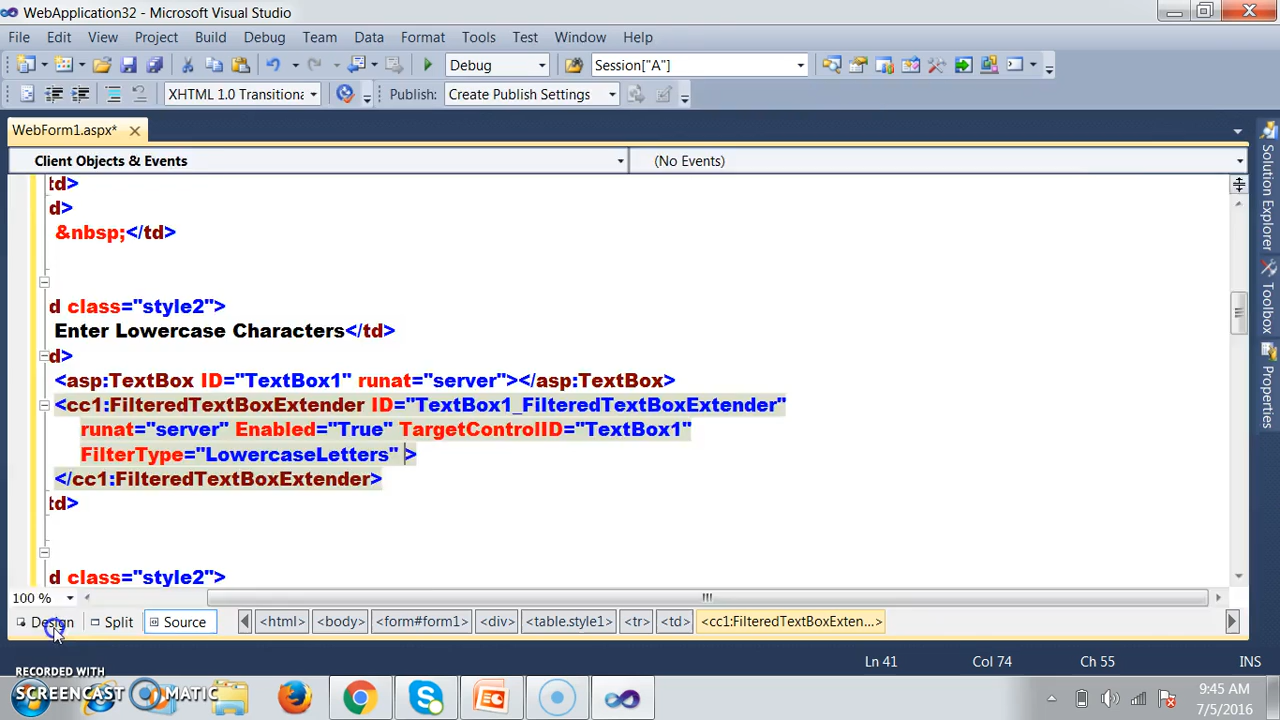 WebApplication32 - Microsoft Visual Studio
File Edit View Project Build Debug Team Data Format Tools Test Window Help
Debug Session["A"]
XHTML 1.0 Transitiona Publish: Create Publish Settings
WebForm1.aspx*
Client Objects & Events (No Events)
td>
d>
&nbsp;</td>
d class="style2">
Enter Lowercase Characters</td>
d>
<asp:TextBox ID="TextBox1" runat="server"></asp:TextBox>
<cc1:FilteredTextBoxExtender ID="TextBox1_FilteredTextBoxExtender"
runat="server" Enabled="True" TargetControlID="TextBox1"
FilterType="LowercaseLetters" >
</cc1:FilteredTextBoxExtender>
td>
d class="style2">
100 %
Design Split Source <html> <body> <form#form1> <div> <table.style1> <tr> <td> <cc1:FilteredTextBoxExten...>
Ln 41 Col 74 Ch 55 INS
Solution Explorer
Toolbox
Properties
RECORDED WITH
SCREENCAST MATIC
9:45 AM
7/5/2016